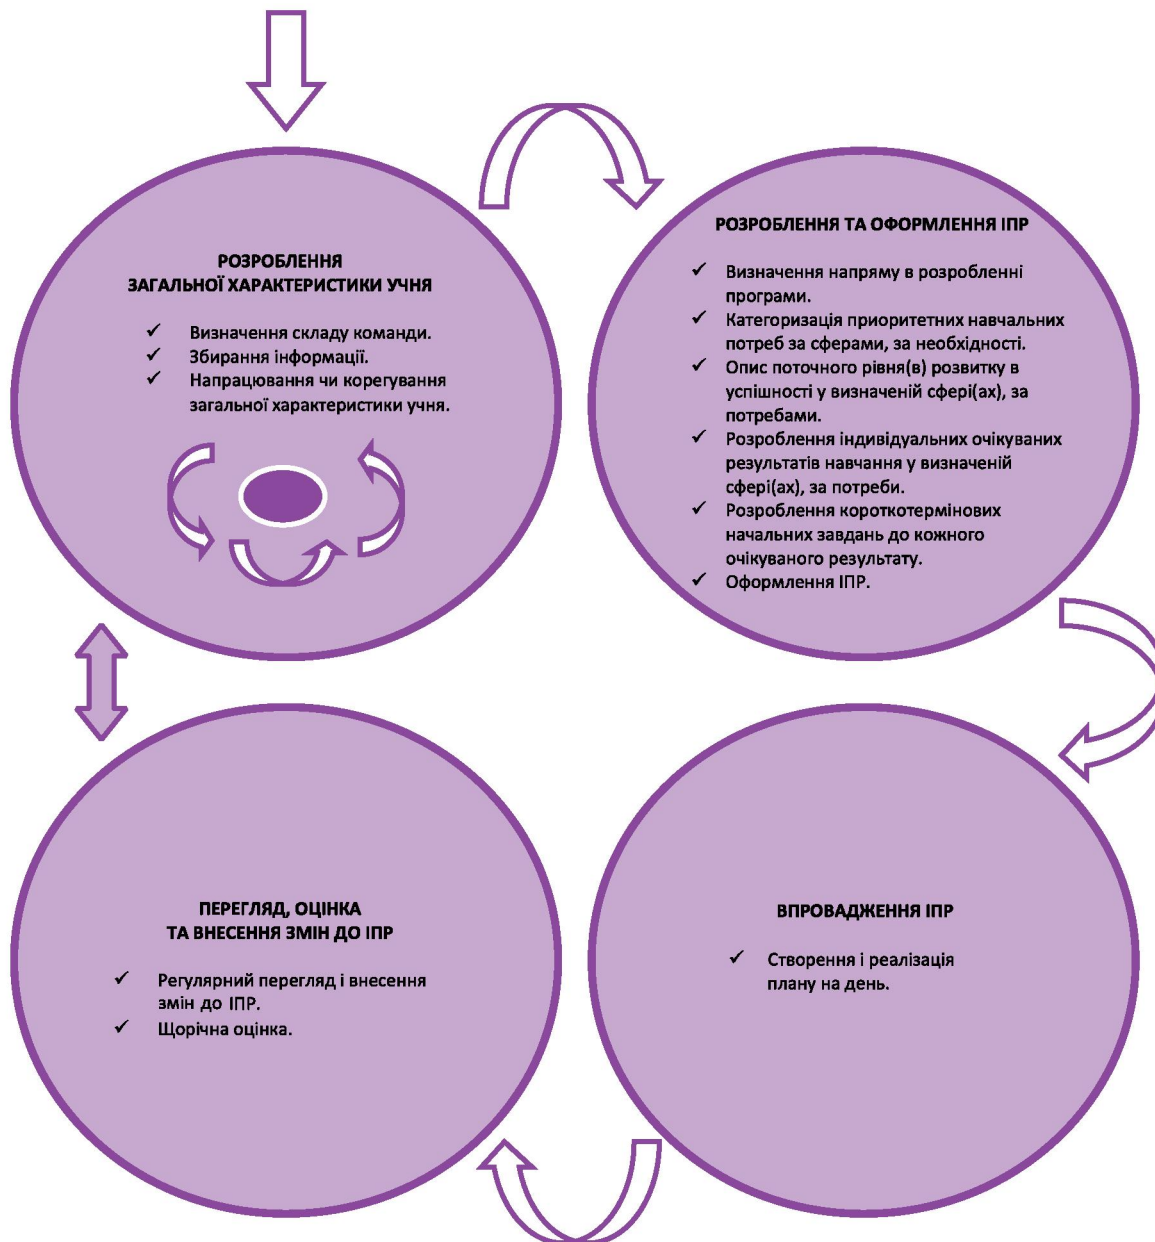 РОЗРОБЛЕННЯ
ЗАГАЛЬНОЇ ХАРАКТЕРИСТИКИ УЧНЯ
✓ Визначення складу команди.
✓ Збирання інформації.
✓ Напрацювання чи корегування
загальної характеристики учня.
РОЗРОБЛЕННЯ ТА ОФОРМЛЕННЯ ІПР
✓ Визначення напряму в розробленні
програми.
✓ Категоризація приоритетних навчальних
потреб за сферами, за необхідності.
✓ Опис поточного рівня(в) розвитку в
успішності у визначеній сфері(ах), за
потребами.
✓ Розроблення індивідуальних очікуваних
результатів навчання у визначеній
сфері(ах), за потреби.
✓ Розроблення короткотермінових
начальних завдань до кожного
очікуваного результату.
✓ Оформлення ІПР.
ПЕРЕГЛЯД, ОЦІНКА
ТА ВНЕСЕННЯ ЗМІН ДО ІПР
✓ Регулярний перегляд і внесення
змін до ІПР.
✓ Щорічна оцінка.
ВПРОВАДЖЕННЯ ІПР
✓ Створення і реалізація
плану на день.